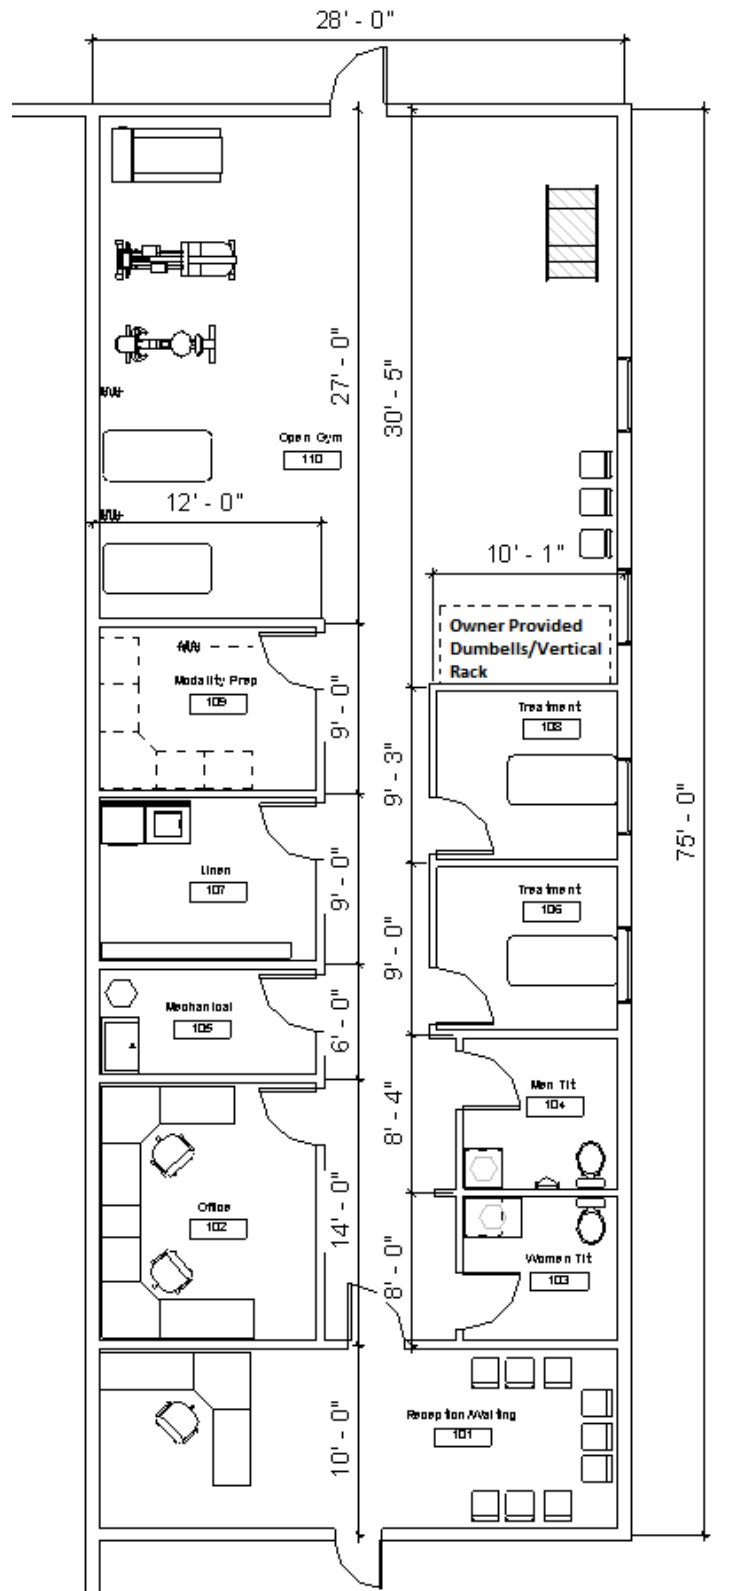 28' - 0"
27' - 0"
30' - 5"
Open Gym
110
12' - 0"
10' - 1"
Owner Provided
Dumbells/Vertical
Rack
Modality Prep
109
9' - 0"
Treatment
108
9' - 3"
75' - 0"
Linen
107
9' - 0"
Treatment
106
9' - 0"
Mechanical
105
6' - 0"
Men Tlt
104
8' - 4"
Office
102
14' - 0"
Women Tlt
103
8' - 0"
Reception/Waiting
101
10' - 0"